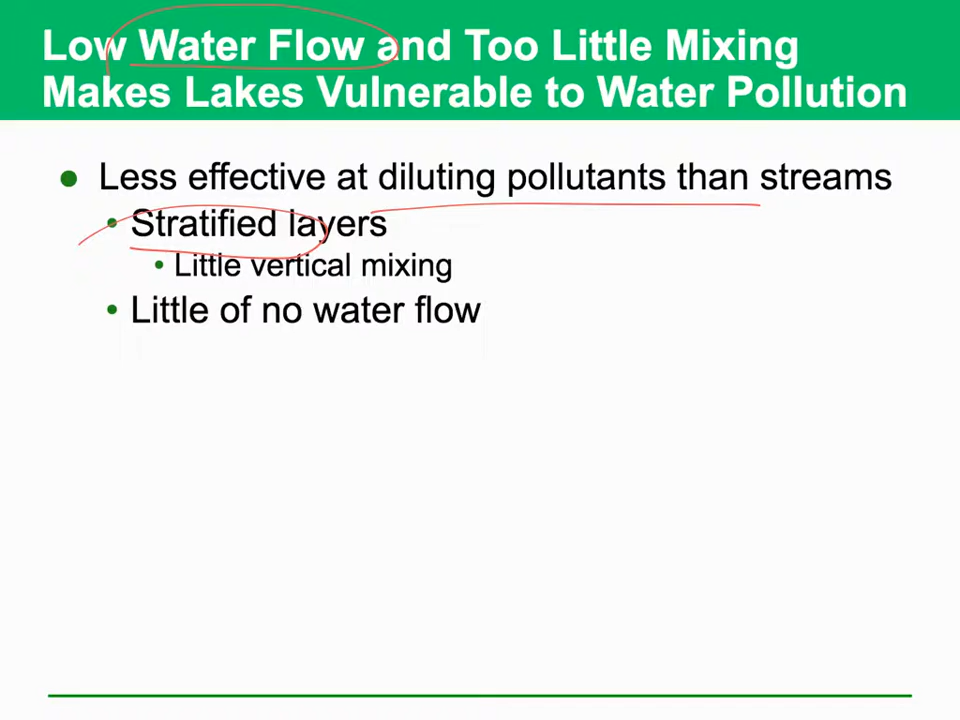 Low Water Flow and Too Little Mixing
Makes Lakes Vulnerable to Water Pollution
● Less effective at diluting pollutants than streams
• Stratified layers
• Little vertical mixing
• Little of no water flow